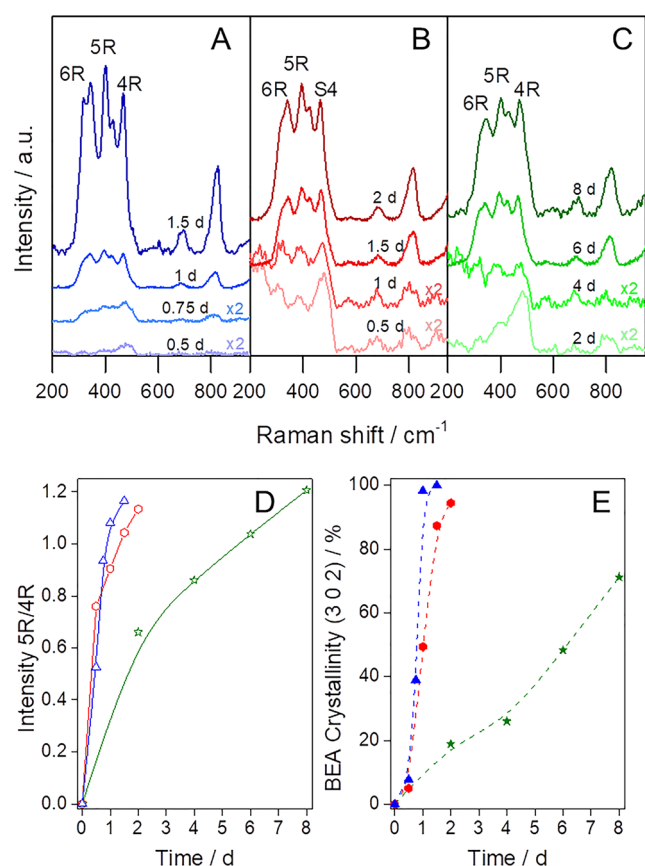 A
B
C
5R
6R
4R
5R
6R
S4
5R
6R
4R
1.5 d
1 d
0.75 d
x2
0.5 d
x2
2 d
1.5 d
1 d
x2
0.5 d
x2
8 d
6 d
4 d
x2
2 d
x2
Intensity / a.u.
200 400 600 800 200 400 600 800 200 400 600 800
Raman shift / cm-1
D
1.2
1.0
0.8
0.6
0.4
0.2
0.0
Intensity 5R/4R
0 1 2 3 4 5 6 7 8
Time / d
E
100
80
60
40
20
0
BEA Crystallinity (3 0 2) / %
0 1 2 3 4 5 6 7 8
Time / d